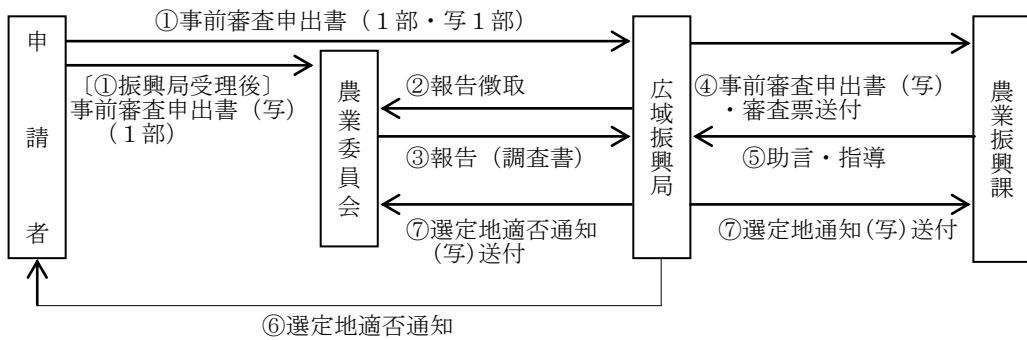 ①事前審査申出書（１部・写１部）
申請者
〔①振興局受理後〕
事前審査申出書（写）
（１部）
農業委員会
②報告徴取
③報告（調査書）
⑦選定地適否通知
(写)送付
広域振興局
④事前審査申出書（写）
・審査票送付
⑤助言・指導
⑦選定地通知(写)送付
農業振興課
⑥選定地適否通知